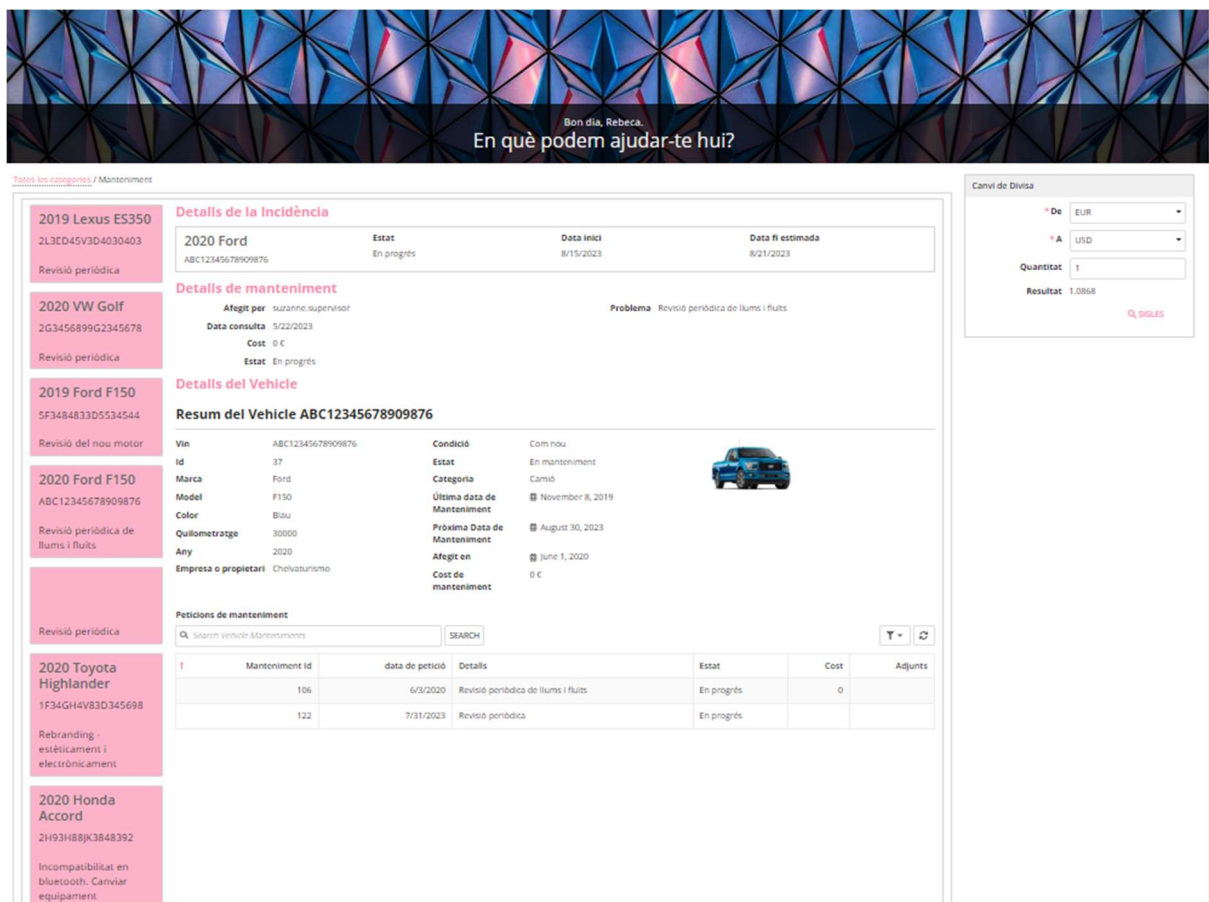 Bon dia, Rebeca.
En què podem ajudar-te hui?
Totes les categories / Manteniment
2019 Lexus ES350
2L3ED45V3D4030403
Revisió periòdica
2020 VW Golf
2G3456899G2345678
Revisió periòdica
2019 Ford F150
5F3484833D5534544
Revisió del nou motor
2020 Ford F150
ABC12345678909876
Revisió periòdica de
llums i fluïts
Revisió periòdica
2020 Toyota
Highlander
1F34GH4V83D345698
Rebranding -
estèticament i
electrònicament
2020 Honda
Accord
2H93H88JK3848392
Incompatibilitat en
bluetooth. Canviar
equipament
Detalls de la Incidència
2020 Ford
ABC12345678909876
Estat
En progrés
Data inici
8/15/2023
Data fi estimada
8/21/2023
Detalls de manteniment
Afegit per suzanne.supervisor
Data consulta 5/22/2023
Cost 0 €
Estat En progrés
Problema Revisió periòdica de llums i fluïts
Detalls del Vehicle
Resum del Vehicle ABC12345678909876
Vin ABC12345678909876
Id 37
Marca Ford
Model F150
Color Blau
Quilometratge 30000
Any 2020
Empresa o propietari Chelvaturismo
Condició Com nou
Estat En manteniment
Categoria Camió
Última data de
Manteniment November 8, 2019
Pròxima Data de
Manteniment August 30, 2023
Afegit en June 1, 2020
Cost de
manteniment 0 €
Peticions de manteniment
Search Vehicle Manteniments SEARCH
Manteniment Id data de petició Detalls Estat Cost Adjunts
106 6/3/2020 Revisió periòdica de llums i fluïts En progrés 0
122 7/31/2023 Revisió periòdica En progrés
Canvi de Divisa
* De EUR
* A USD
Quantitat 1
Resultat 1.0868
SIGLES